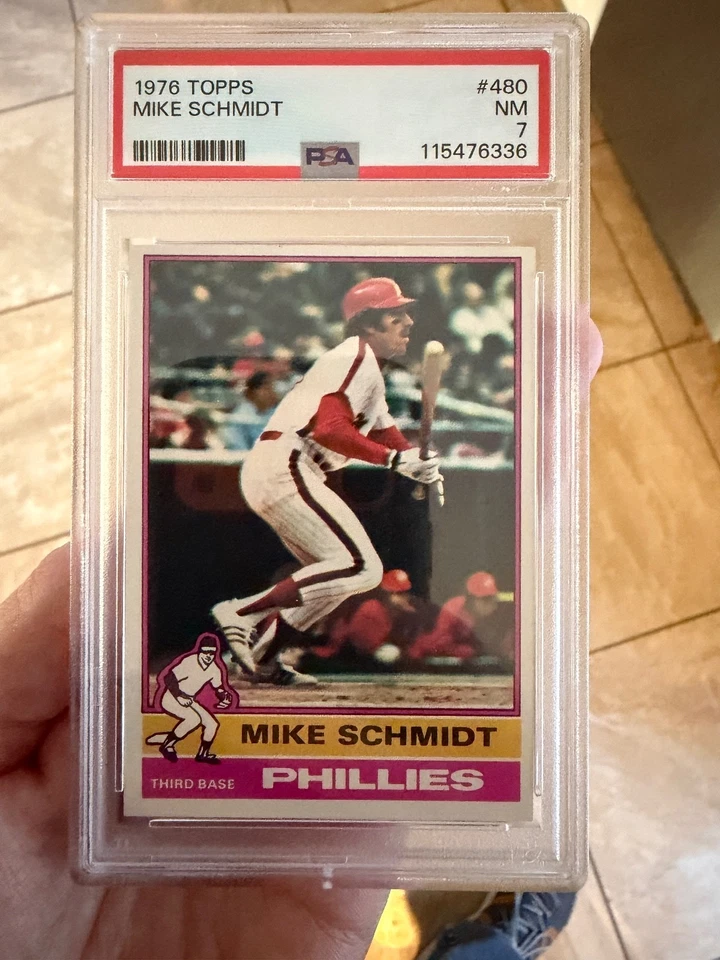 1976 TOPPS #480
MIKE SCHMIDT NM
7
PSA 115476336
MIKE SCHMIDT
THIRD BASE PHILLIES